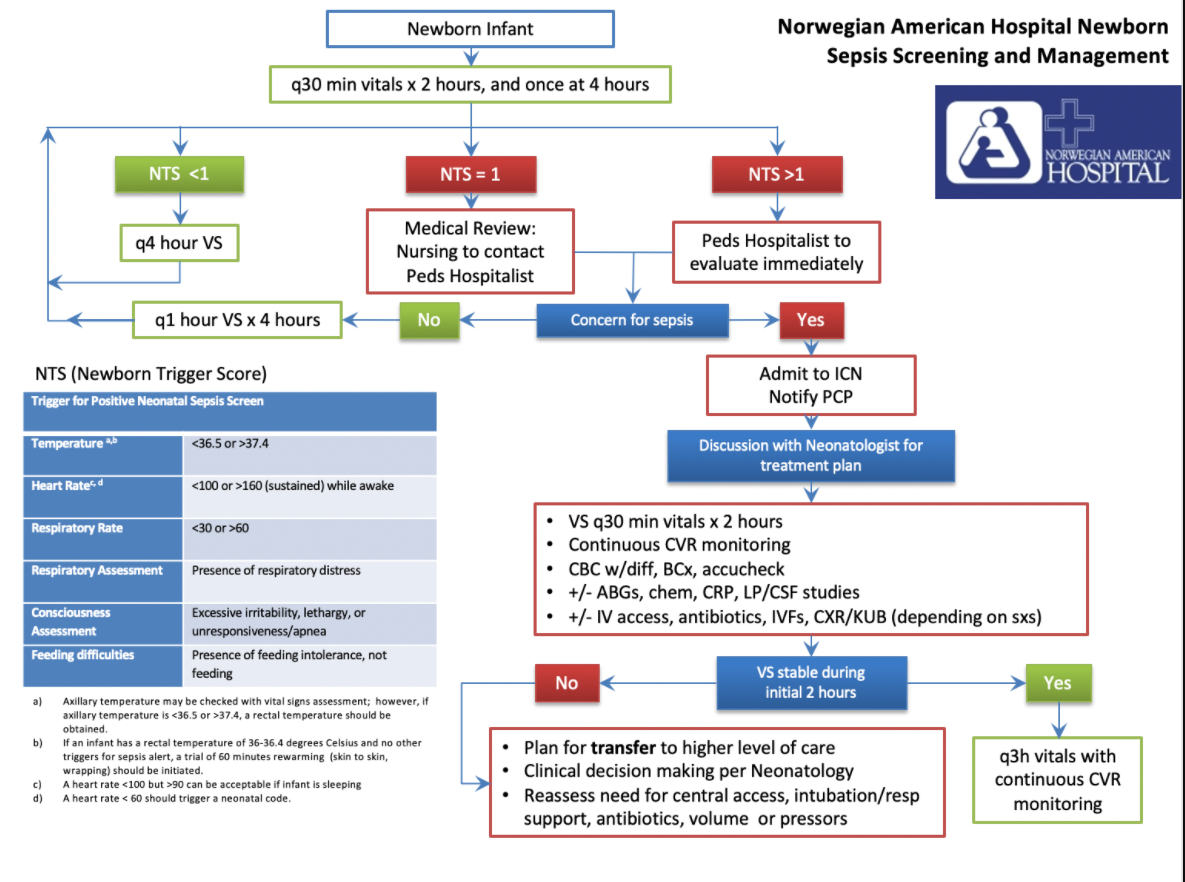 Norwegian American Hospital Newborn
Sepsis Screening and Management
NORWEGIAN AMERICAN
HOSPITAL
Newborn Infant
q30 min vitals x 2 hours, and once at 4 hours
NTS <1
NTS = 1
NTS >1
q4 hour VS
Medical Review:
Nursing to contact
Peds Hospitalist
Peds Hospitalist to
evaluate immediately
q1 hour VS x 4 hours
No
Concern for sepsis
Yes
Admit to ICN
Notify PCP
Discussion with Neonatologist for
treatment plan
• VS q30 min vitals x 2 hours
• Continuous CVR monitoring
• CBC w/diff, BCx, accucheck
• +/- ABGs, chem, CRP, LP/CSF studies
• +/- IV access, antibiotics, IVFs, CXR/KUB (depending on sxs)
No
VS stable during
initial 2 hours
Yes
• Plan for transfer to higher level of care
• Clinical decision making per Neonatology
• Reassess need for central access, intubation/resp
support, antibiotics, volume or pressors
q3h vitals with
continuous CVR
monitoring
NTS (Newborn Trigger Score)
Trigger for Positive Neonatal Sepsis Screen
Temperature a,b <36.5 or >37.4
Heart Rate c, d <100 or >160 (sustained) while awake
Respiratory Rate <30 or >60
Respiratory Assessment Presence of respiratory distress
Consciousness Assessment Excessive irritability, lethargy, or
unresponsiveness/apnea
Feeding difficulties Presence of feeding intolerance, not
feeding
a) Axillary temperature may be checked with vital signs assessment; however, if
axillary temperature is <36.5 or >37.4, a rectal temperature should be
obtained.
b) If an infant has a rectal temperature of 36-36.4 degrees Celsius and no other
triggers for sepsis alert, a trial of 60 minutes rewarming (skin to skin,
wrapping) should be initiated.
c) A heart rate <100 but >90 can be acceptable if infant is sleeping
d) A heart rate < 60 should trigger a neonatal code.